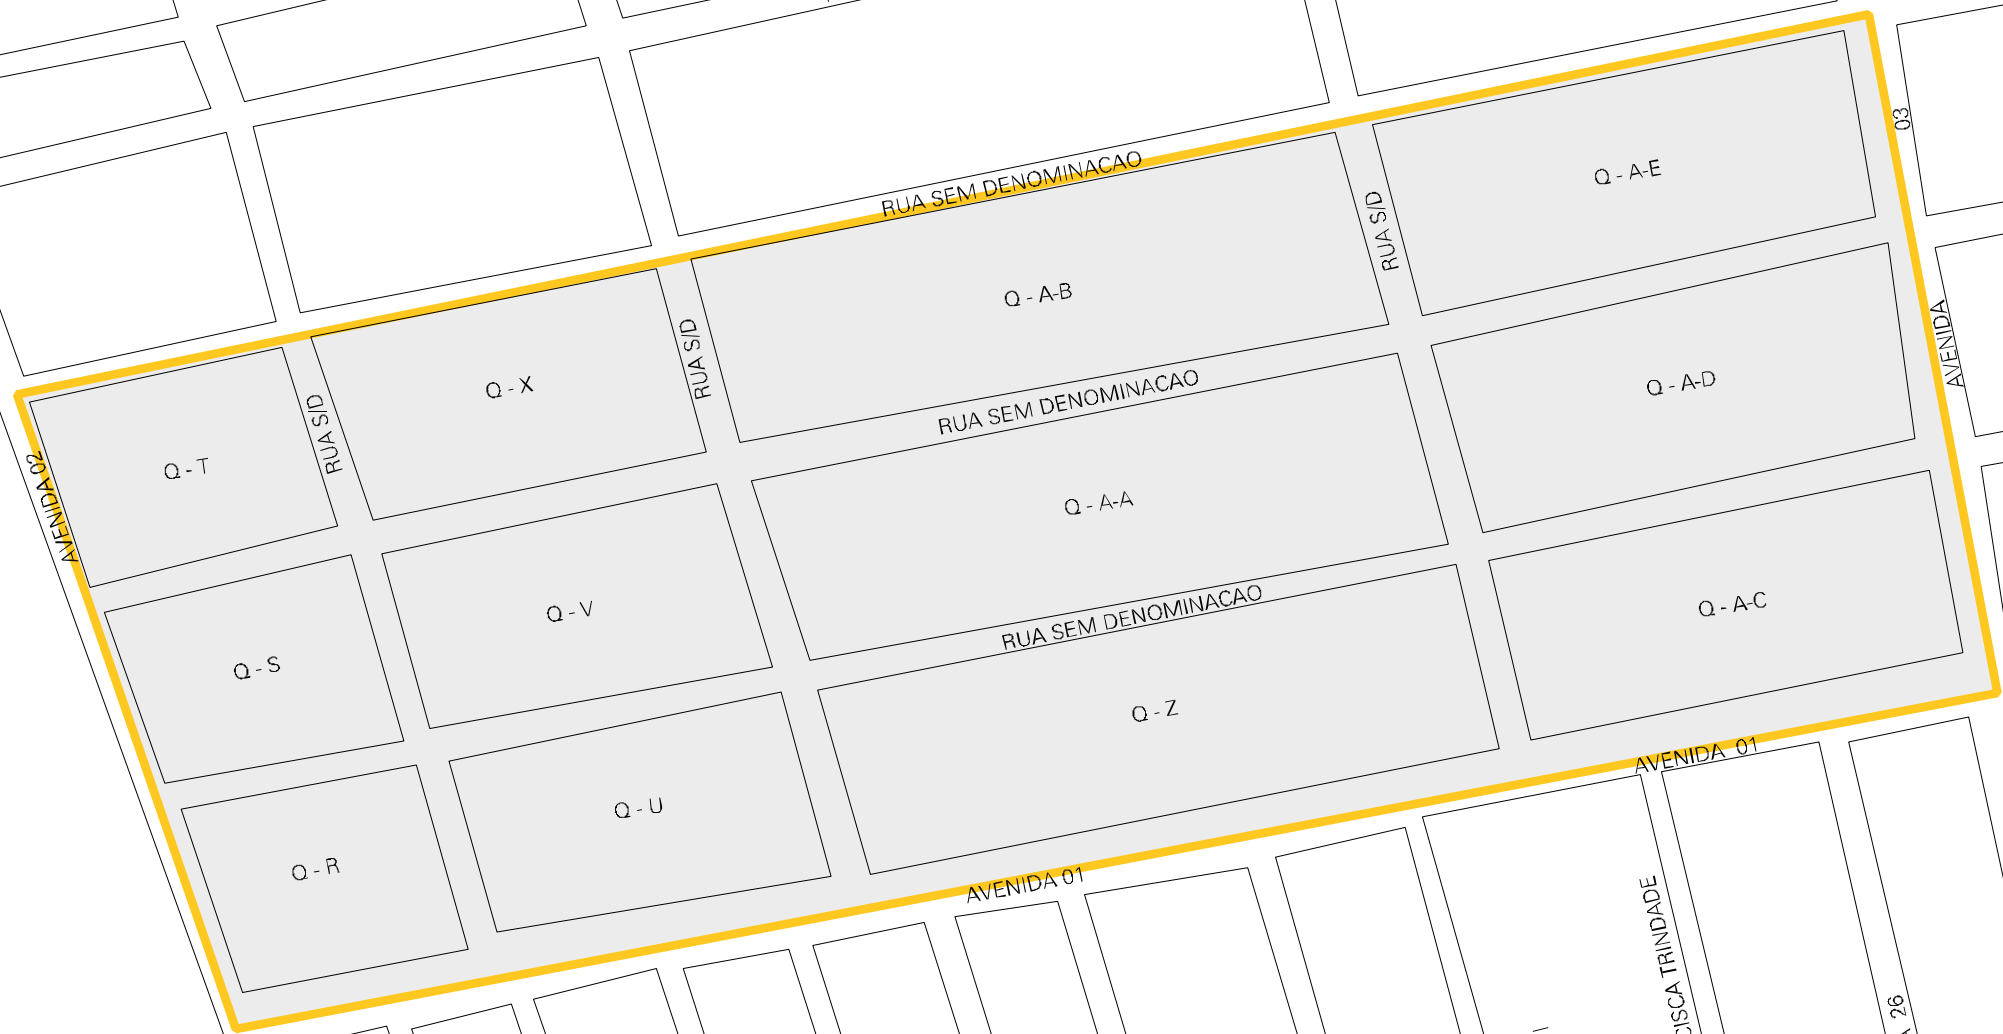 RUA SEM DENOMINACAO
03
Q - A-E
RUA S/D
Q - A-B
RUA S/D
Q - X
RUA S/D
Q - T
AVENIDA 02
AVENIDA
Q - A-D
RUA SEM DENOMINACAO
Q - A-A
Q - V
Q - S
RUA SEM DENOMINACAO
Q - A-C
Q - Z
Q - U
Q - R
AVENIDA 01
AVENIDA 01
CISCA TRINDADE
26